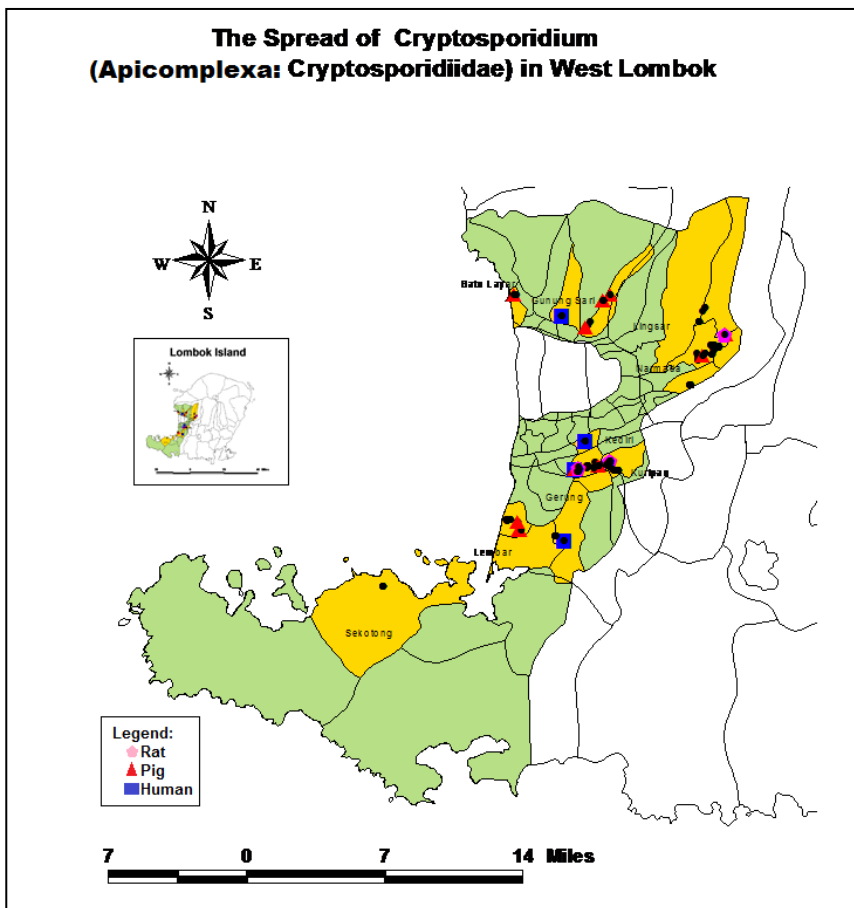 The Spread of Cryptosporidium
(Apicomplexa: Cryptosporidiidae) in West Lombok
N
W E
S
Lombok Island
Batu Layar
Gunung Sari
Lingsar
Narmada
Kediri
Kuripan
Gerung
Lembar
Sekotong
Legend:
Rat
Pig
Human
7 0 7 14 Miles